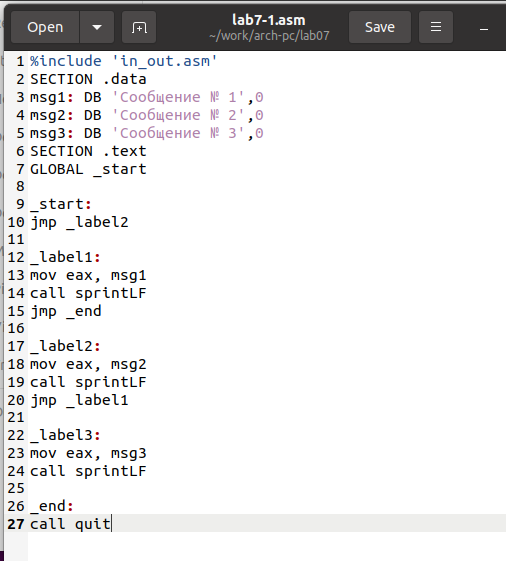 Open
lab7-1.asm
~/work/arch-pc/lab07
Save
1 %include 'in_out.asm'
2 SECTION .data
3 msg1: DB 'Сообщение № 1',0
4 msg2: DB 'Сообщение № 2',0
5 msg3: DB 'Сообщение № 3',0
6 SECTION .text
7 GLOBAL _start
8
9 _start:
10 jmp _label2
11
12 _label1:
13 mov eax, msg1
14 call sprintLF
15 jmp _end
16
17 _label2:
18 mov eax, msg2
19 call sprintLF
20 jmp _label1
21
22 _label3:
23 mov eax, msg3
24 call sprintLF
25
26 _end:
27 call quit